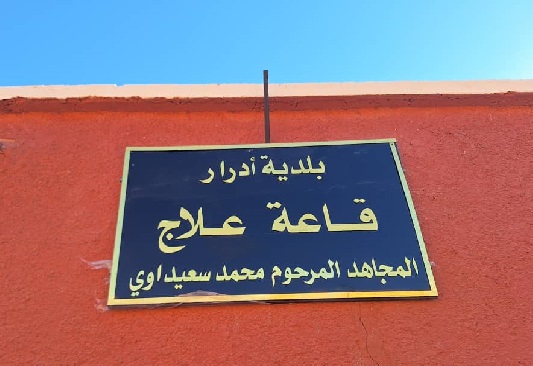 بلدية أدرار
قاعة علاج
المجاهد المرحوم محمد سعيداوي